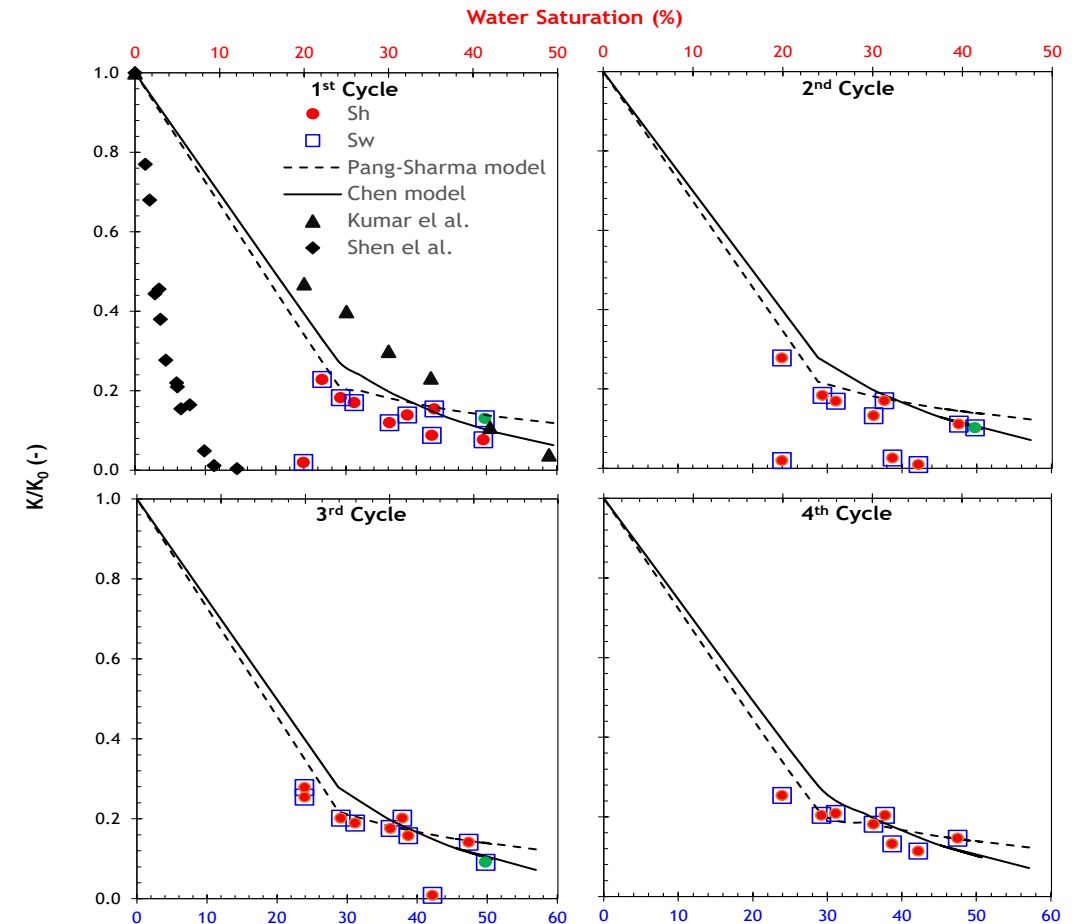 Water Saturation (%)
0 10 20 30 40 50 0 10 20 30 40 50
1.0
1st Cycle
2nd Cycle
Sh
Sw
Pang-Sharma model
Chen model
Kumar el al.
Shen el al.
0.8
0.6
0.4
0.2
0.0
K/K0 (-)
1.0
3rd Cycle
4th Cycle
0.8
0.6
0.4
0.2
0.0
0 10 20 30 40 50 60 0 10 20 30 40 50 60